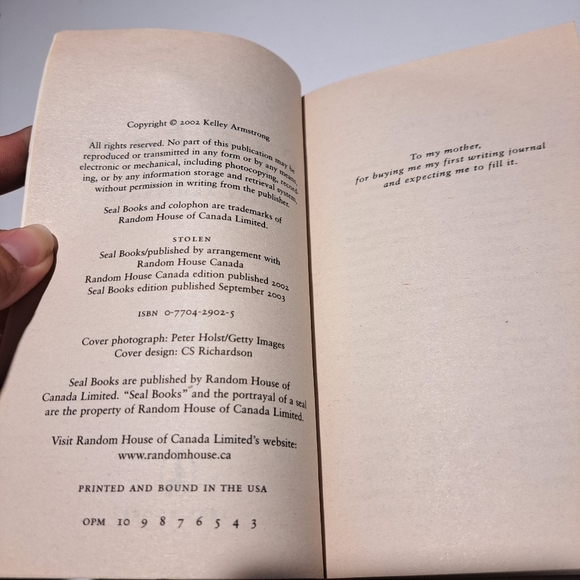 Copyright © 2002 Kelley Armstrong
All rights reserved. No part of this publication may be
reproduced or transmitted in any form or by any means,
electronic or mechanical, including photocopying, record-
ing, or by any information storage and retrieval system,
without permission in writing from the publisher.
Seal Books and colophon are trademarks of
Random House of Canada Limited.
STOLEN
Seal Books/published by arrangement with
Random House Canada
Random House Canada edition published 2002
Seal Books edition published September 2003
ISBN 0-7704-2902-5
Cover photograph: Peter Holst/Getty Images
Cover design: CS Richardson
Seal Books are published by Random House of
Canada Limited. "Seal Books" and the portrayal of a seal
are the property of Random House of Canada Limited.
Visit Random House of Canada Limited's website:
www.randomhouse.ca
PRINTED AND BOUND IN THE USA
OPM 10 9 8 7 6 5 4 3
To my mother,
for buying me my first writing journal
and expecting me to fill it.